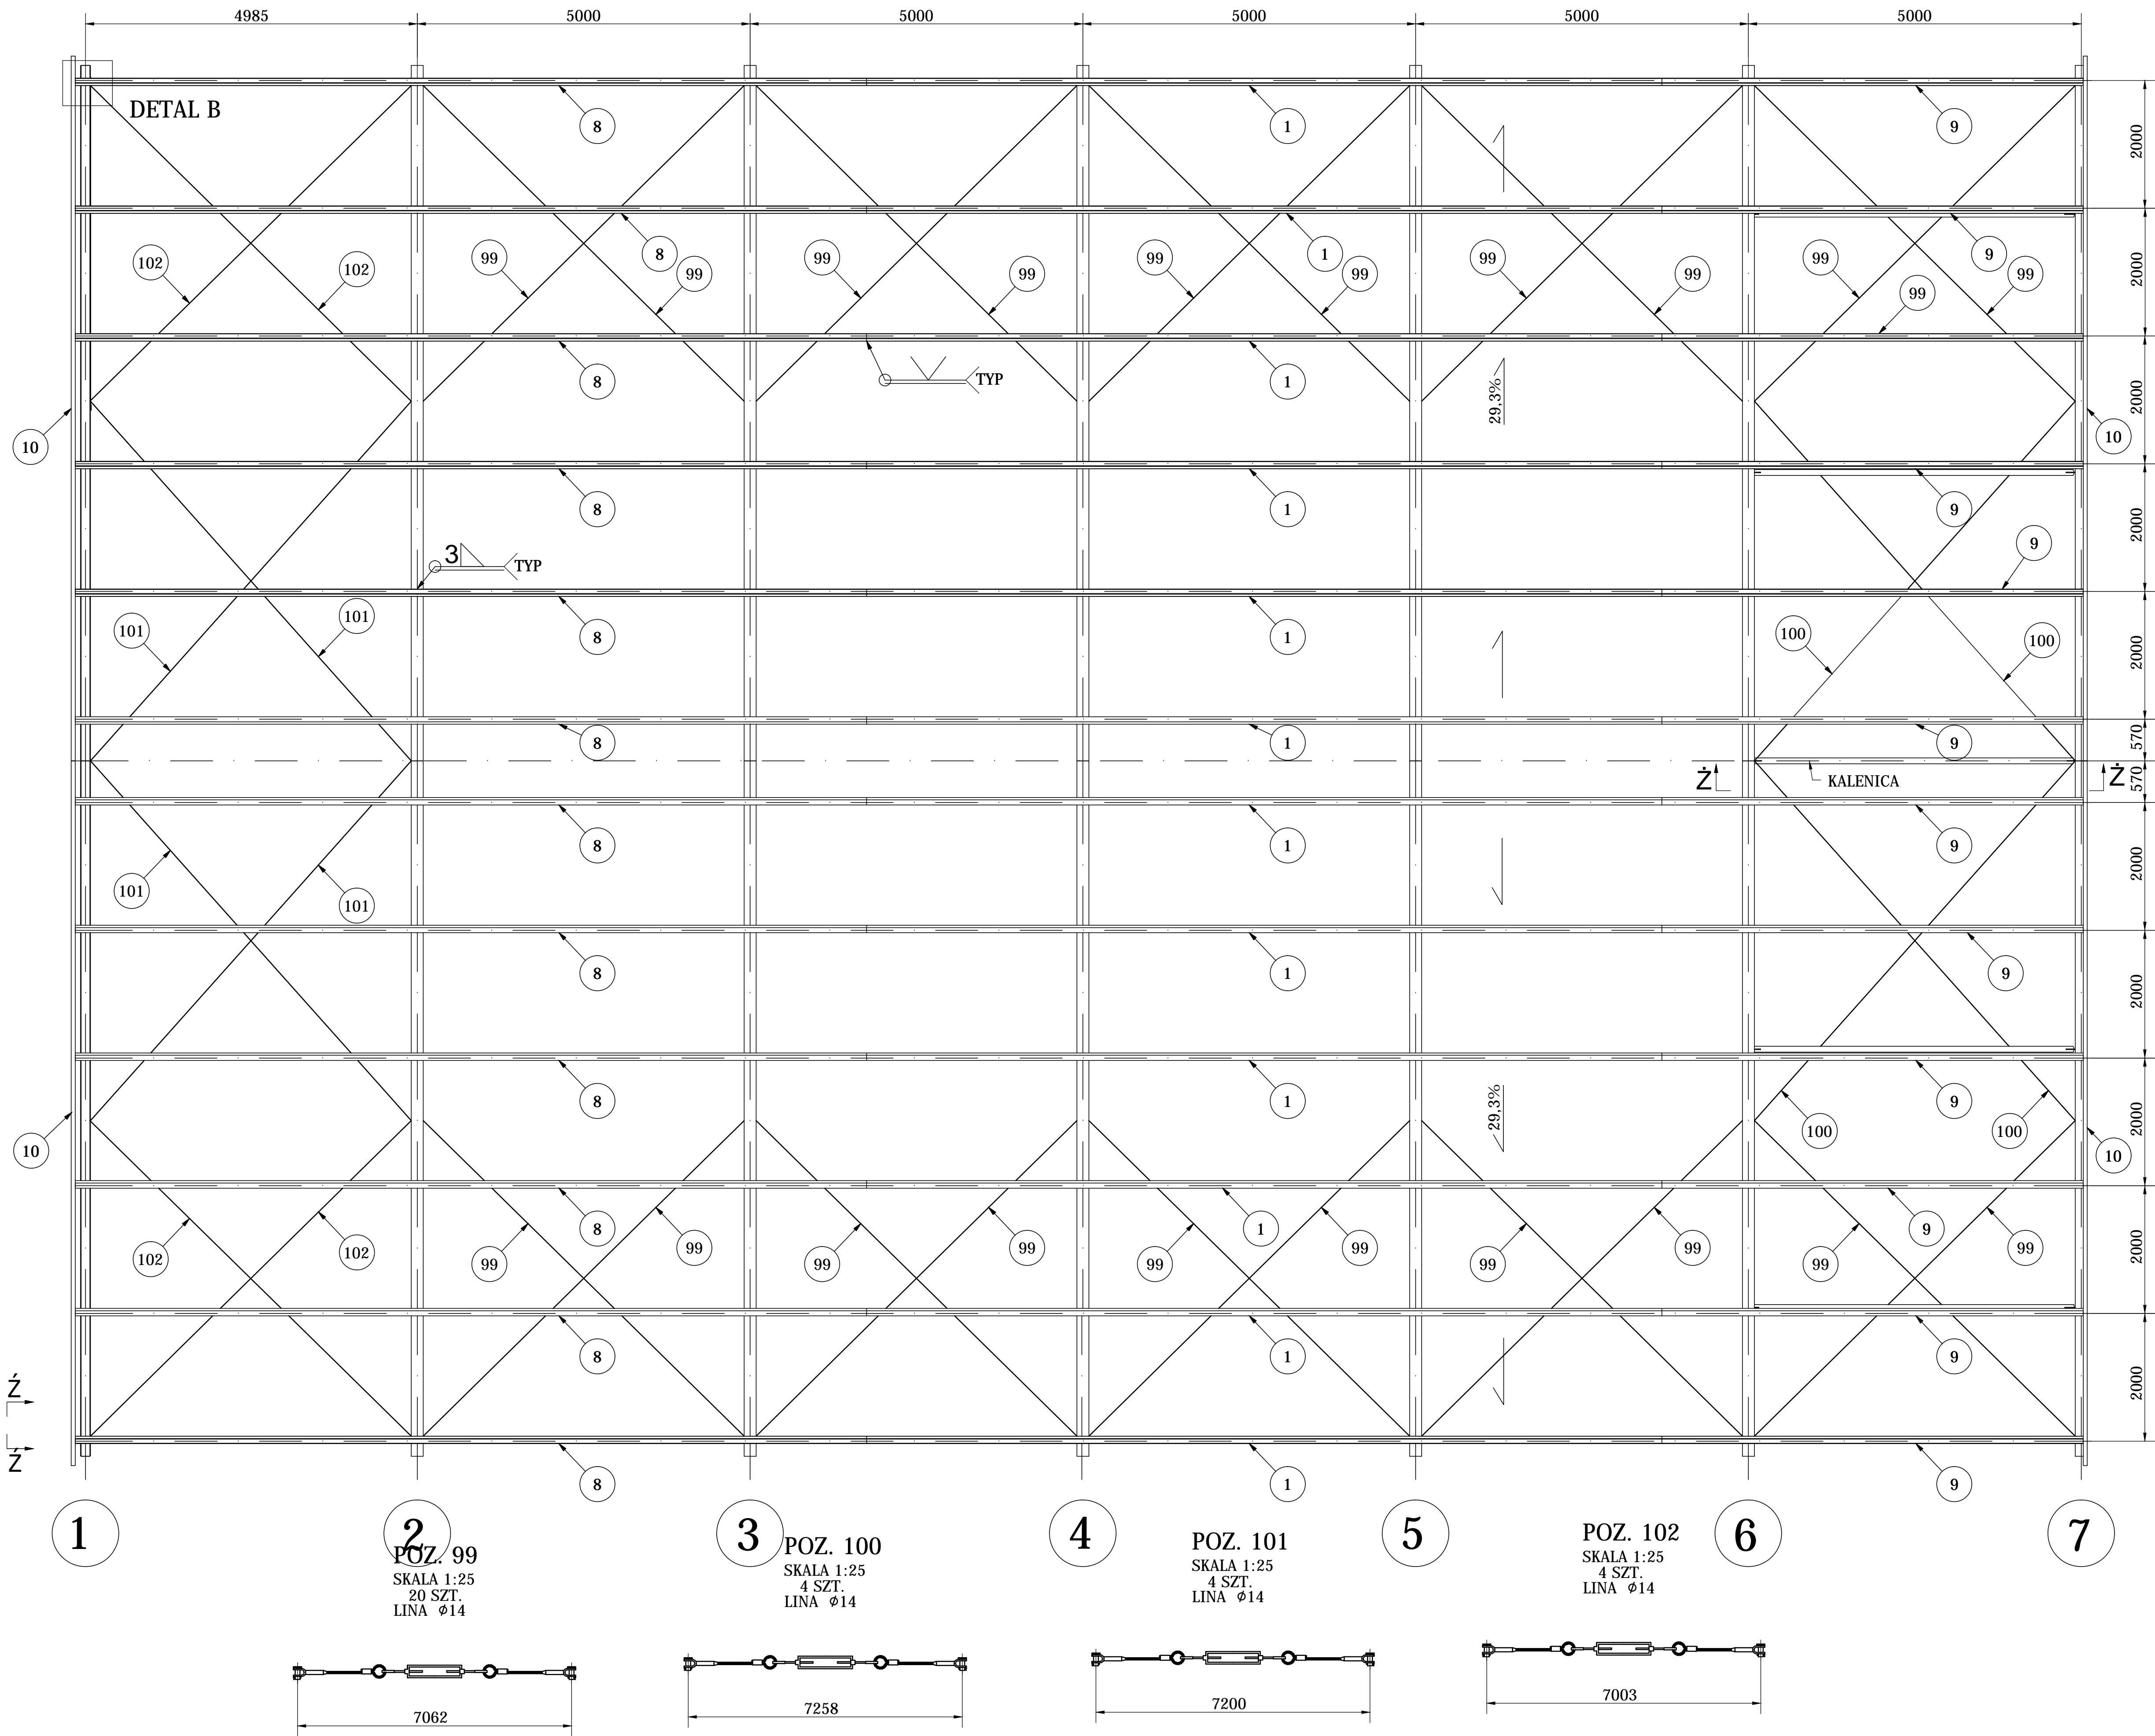 4985 5000 5000 5000 5000 5000
DETAL B
8 1 9
2000
8 1 9
102 102 99 99 99 99 99 99 99 99 99 99
99
2000
8 1
TYP
29,3%
2000
10 10
8 1 9
3 TYP
9
2000
101 101 8 1 100 100
2000
8 1 9
570
Ż KALENICA Ż
570
8 1 9
2000
101 101
8 1 9
2000
8 1 9
29,3%
100 100
2000
10 10
8 1 9
102 102 99 99 99 99 99 99 99 99 99 99
2000
8 1 9
2000
Ź
Ź
8 1 9
1 2 3 4 5 6 7
POZ. 99
SKALA 1:25
20 SZT.
LINA ϕ14
7062
POZ. 100
SKALA 1:25
4 SZT.
LINA ϕ14
7258
POZ. 101
SKALA 1:25
4 SZT.
LINA ϕ14
7200
POZ. 102
SKALA 1:25
4 SZT.
LINA ϕ14
7003